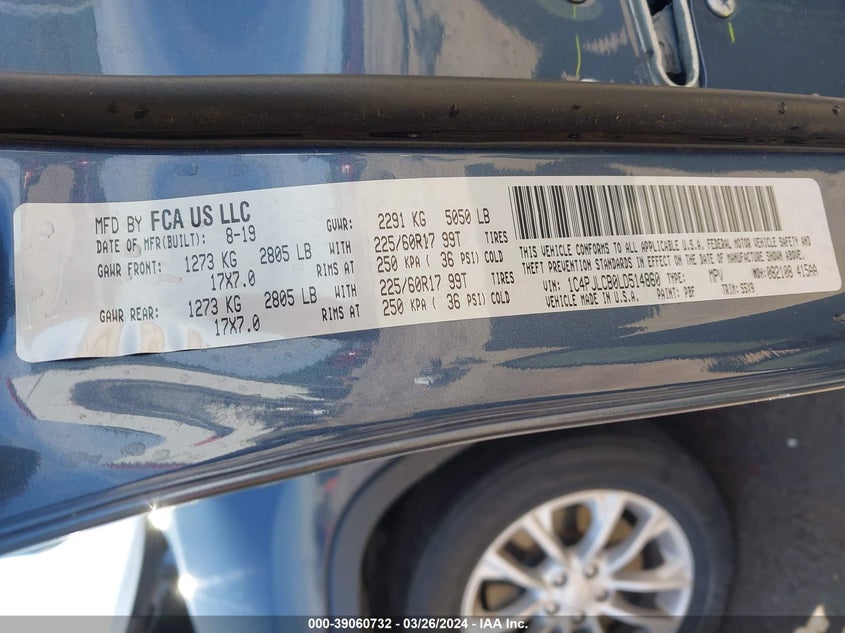 MFD BY FCA US LLC
DATE OF MFR(BUILT): 8-19
GVWR: 2291 KG 5050 LB
GAWR FRONT: 1273 KG 2805 LB WITH 225/60R17 99T TIRES
17X7.0 RIMS AT 250 KPA ( 36 PSI) COLD
GAWR REAR: 1273 KG 2805 LB WITH 225/60R17 99T TIRES
17X7.0 RIMS AT 250 KPA ( 36 PSI) COLD
THIS VEHICLE CONFORMS TO ALL APPLICABLE U.S.A. FEDERAL MOTOR VEHICLE SAFETY AND
THEFT PREVENTION STANDARDS IN EFFECT ON THE DATE OF MANUFACTURE SHOWN ABOVE.
VIN: 1C4PJLCB0LD514860 TYPE: MPV MDH: 082108 415AA
VEHICLE MADE IN U.S.A. PAINT: PBF TRIM: S5X9
000-39060732 - 03/26/2024 - IAA Inc.